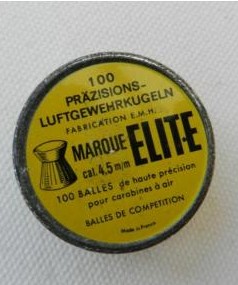 100
PRÄZISIONS-
LUFTGEWEHRKUGELN
FABRICATION E.M.H.
MARQUE ELITE
cal. 4,5 m/m
100 BALLES de haute précision
pour carabines à air
BALLES DE COMPETITION
Made in France